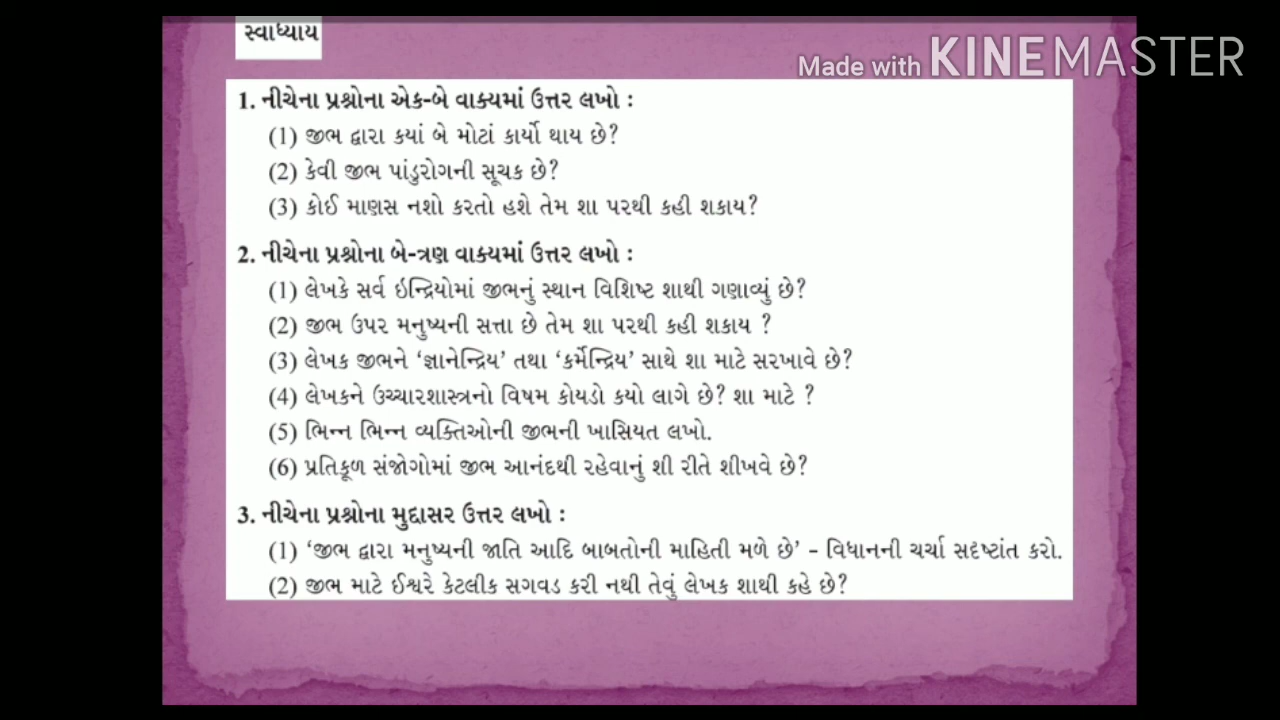 સ્વાધ્યાય
Made with KINEMASTER
1. નીચેના પ્રશ્નોના એક-બે વાક્યમાં ઉત્તર લખો :
(1) જીભ દ્વારા કયાં બે મોટાં કાર્યો થાય છે?
(2) કેવી જીભ પાંડુરોગની સૂચક છે?
(3) કોઈ માણસ નશો કરતો હશે તેમ શા પરથી કહી શકાય?
2. નીચેના પ્રશ્નોના બે-ત્રણ વાક્યમાં ઉત્તર લખો :
(1) લેખકે સર્વ ઇન્દ્રિયોમાં જીભનું સ્થાન વિશિષ્ટ શાથી ગણાવ્યું છે?
(2) જીભ ઉપર મનુષ્યની સત્તા છે તેમ શા પરથી કહી શકાય ?
(3) લેખક જીભને ‘જ્ઞાનેન્દ્રિય’ તથા ‘કર્મેન્દ્રિય’ સાથે શા માટે સરખાવે છે?
(4) લેખકને ઉચ્ચારશાસ્ત્રનો વિષમ કોયડો કયો લાગે છે? શા માટે ?
(5) ભિન્ન ભિન્ન વ્યક્તિઓની જીભની ખાસિયત લખો.
(6) પ્રતિકૂળ સંજોગોમાં જીભ આનંદથી રહેવાનું શી રીતે શીખવે છે?
3. નીચેના પ્રશ્નોના મુદ્દાસર ઉત્તર લખો :
(1) ‘જીભ દ્વારા મનુષ્યની જાતિ આદિ બાબતોની માહિતી મળે છે’ - વિધાનની ચર્ચા સદૃષ્ટાંત કરો.
(2) જીભ માટે ઈશ્વરે કેટલીક સગવડ કરી નથી તેવું લેખક શાથી કહે છે?